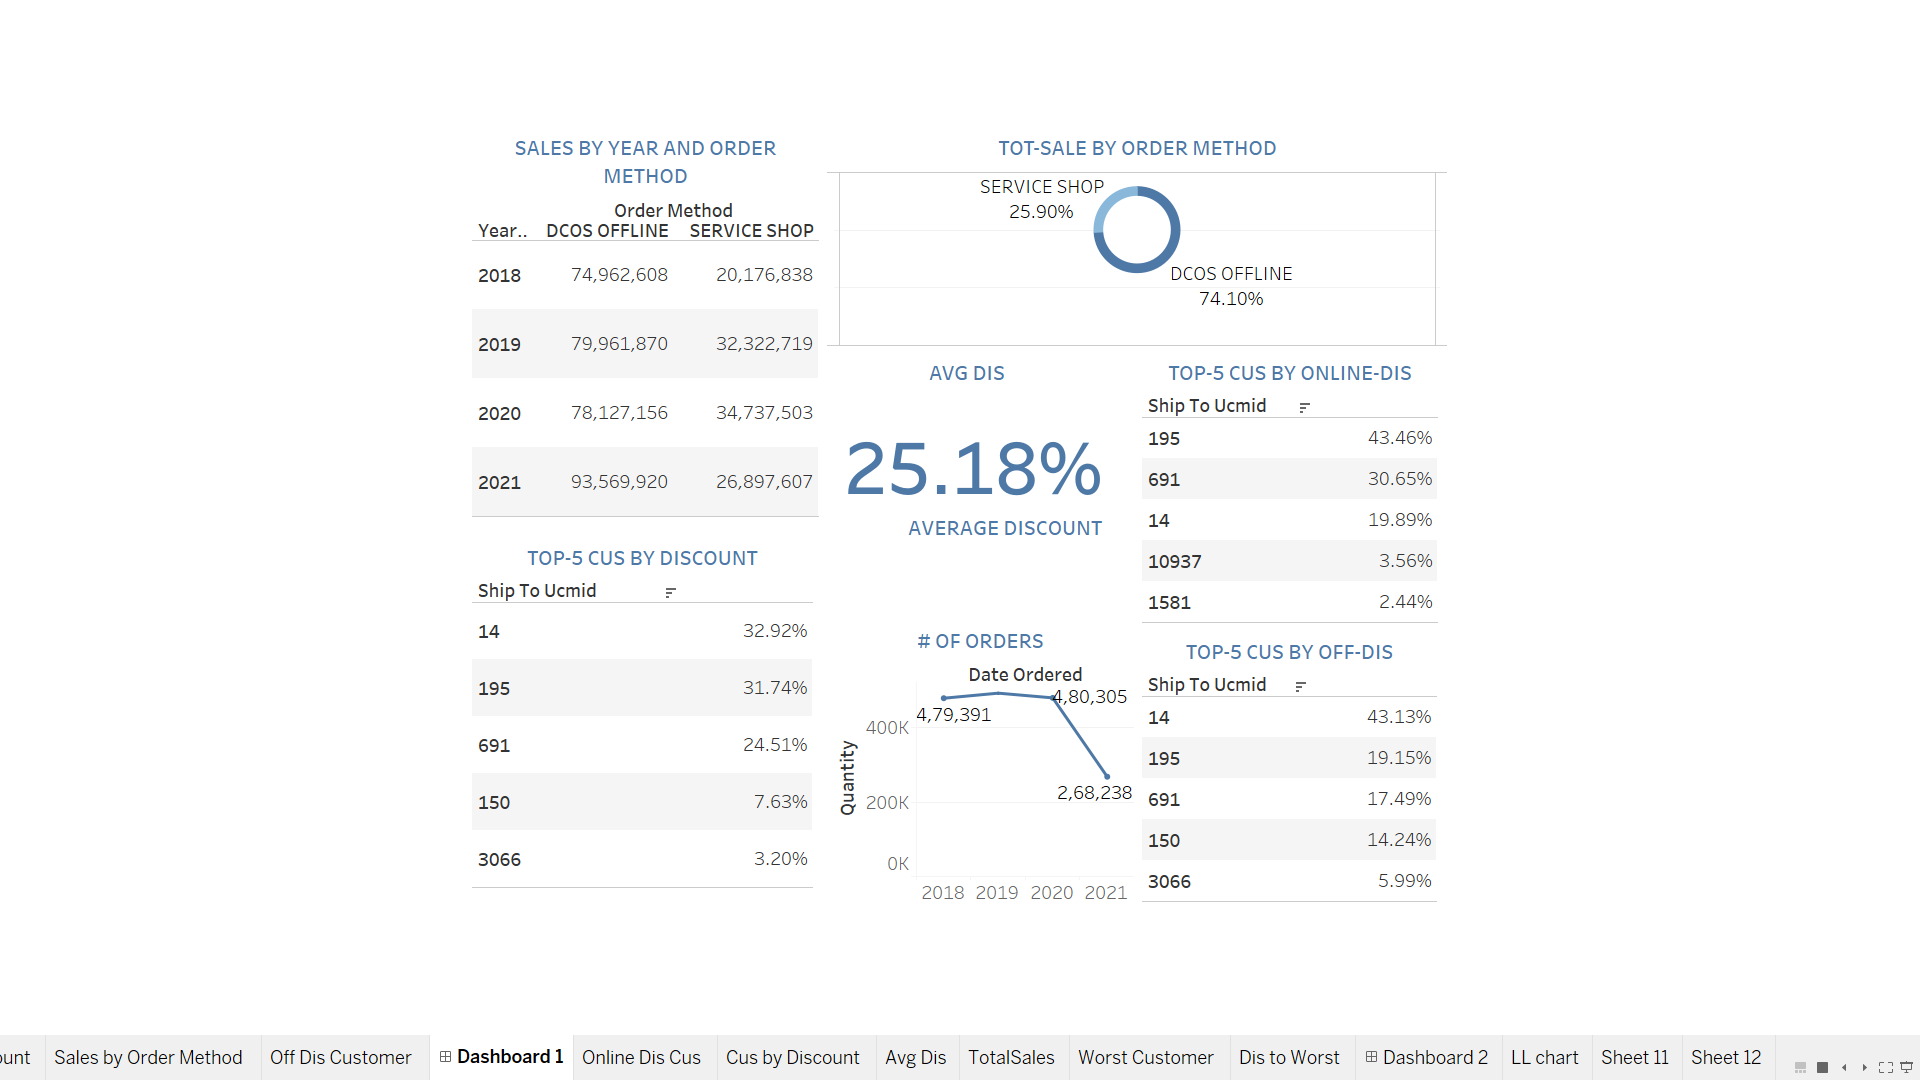 SALES BY YEAR AND ORDER
METHOD
Order Method
Year.. DCOS OFFLINE SERVICE SHOP
2018 74,962,608 20,176,838
2019 79,961,870 32,322,719
2020 78,127,156 34,737,503
2021 93,569,920 26,897,607
TOP-5 CUS BY DISCOUNT
Ship To Ucmid
14 32.92%
195 31.74%
691 24.51%
150 7.63%
3066 3.20%
TOT-SALE BY ORDER METHOD
SERVICE SHOP
25.90%
DCOS OFFLINE
74.10%
AVG DIS
25.18%
AVERAGE DISCOUNT
# OF ORDERS
Date Ordered
4,80,305
4,79,391
400K
2,68,238
200K
0K
Quantity
2018 2019 2020 2021
TOP-5 CUS BY ONLINE-DIS
Ship To Ucmid
195 43.46%
691 30.65%
14 19.89%
10937 3.56%
1581 2.44%
TOP-5 CUS BY OFF-DIS
Ship To Ucmid
14 43.13%
195 19.15%
691 17.49%
150 14.24%
3066 5.99%
ount Sales by Order Method Off Dis Customer Dashboard 1 Online Dis Cus Cus by Discount Avg Dis TotalSales Worst Customer Dis to Worst Dashboard 2 LL chart Sheet 11 Sheet 12